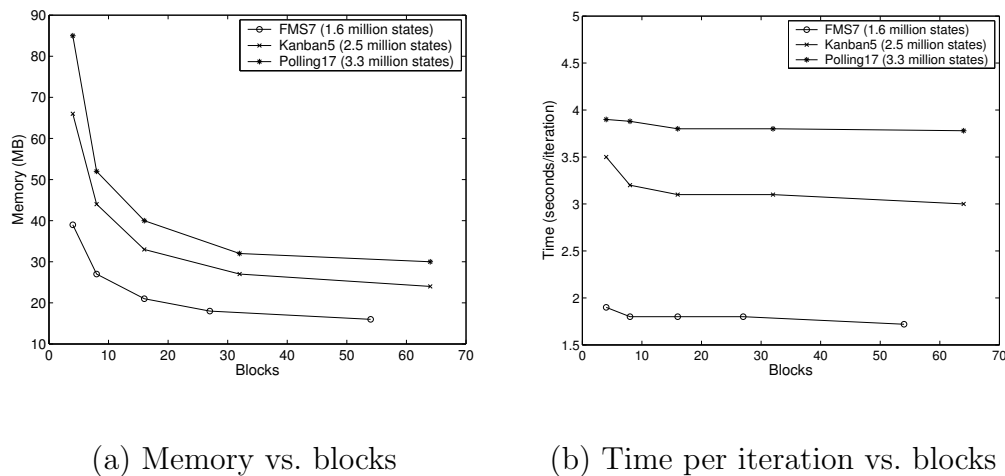 90
80
70
60
50
40
30
20
10
0 10 20 30 40 50 60 70
Memory (MB)
Blocks
FMS7 (1.6 million states)
Kanban5 (2.5 million states)
Polling17 (3.3 million states)
5
4.5
4
3.5
3
2.5
2
1.5
0 10 20 30 40 50 60 70
Time (seconds/iteration)
Blocks
FMS7 (1.6 million states)
Kanban5 (2.5 million states)
Polling17 (3.3 million states)
(a) Memory vs. blocks
(b) Time per iteration vs. blocks